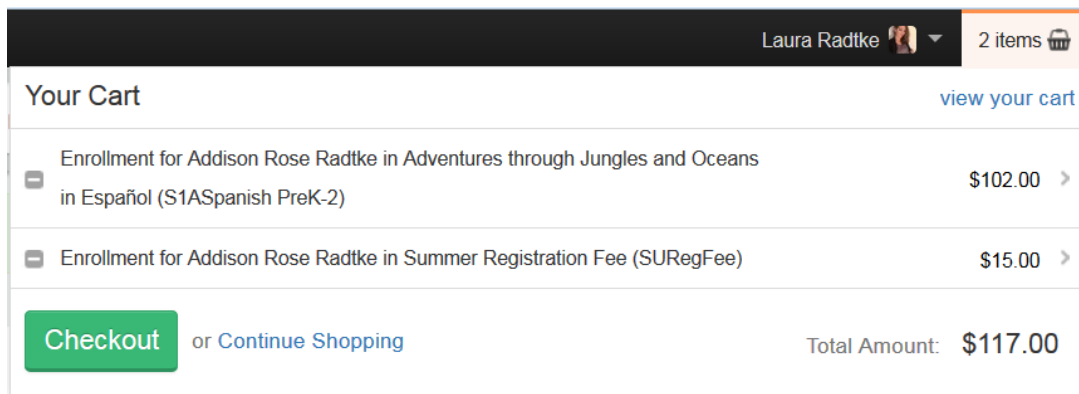 Laura Radtke 2 items
Your Cart view your cart
Enrollment for Addison Rose Radtke in Adventures through Jungles and Oceans
in Español (S1ASpanish PreK-2) $102.00
Enrollment for Addison Rose Radtke in Summer Registration Fee (SURegFee) $15.00
Checkout or Continue Shopping Total Amount: $117.00